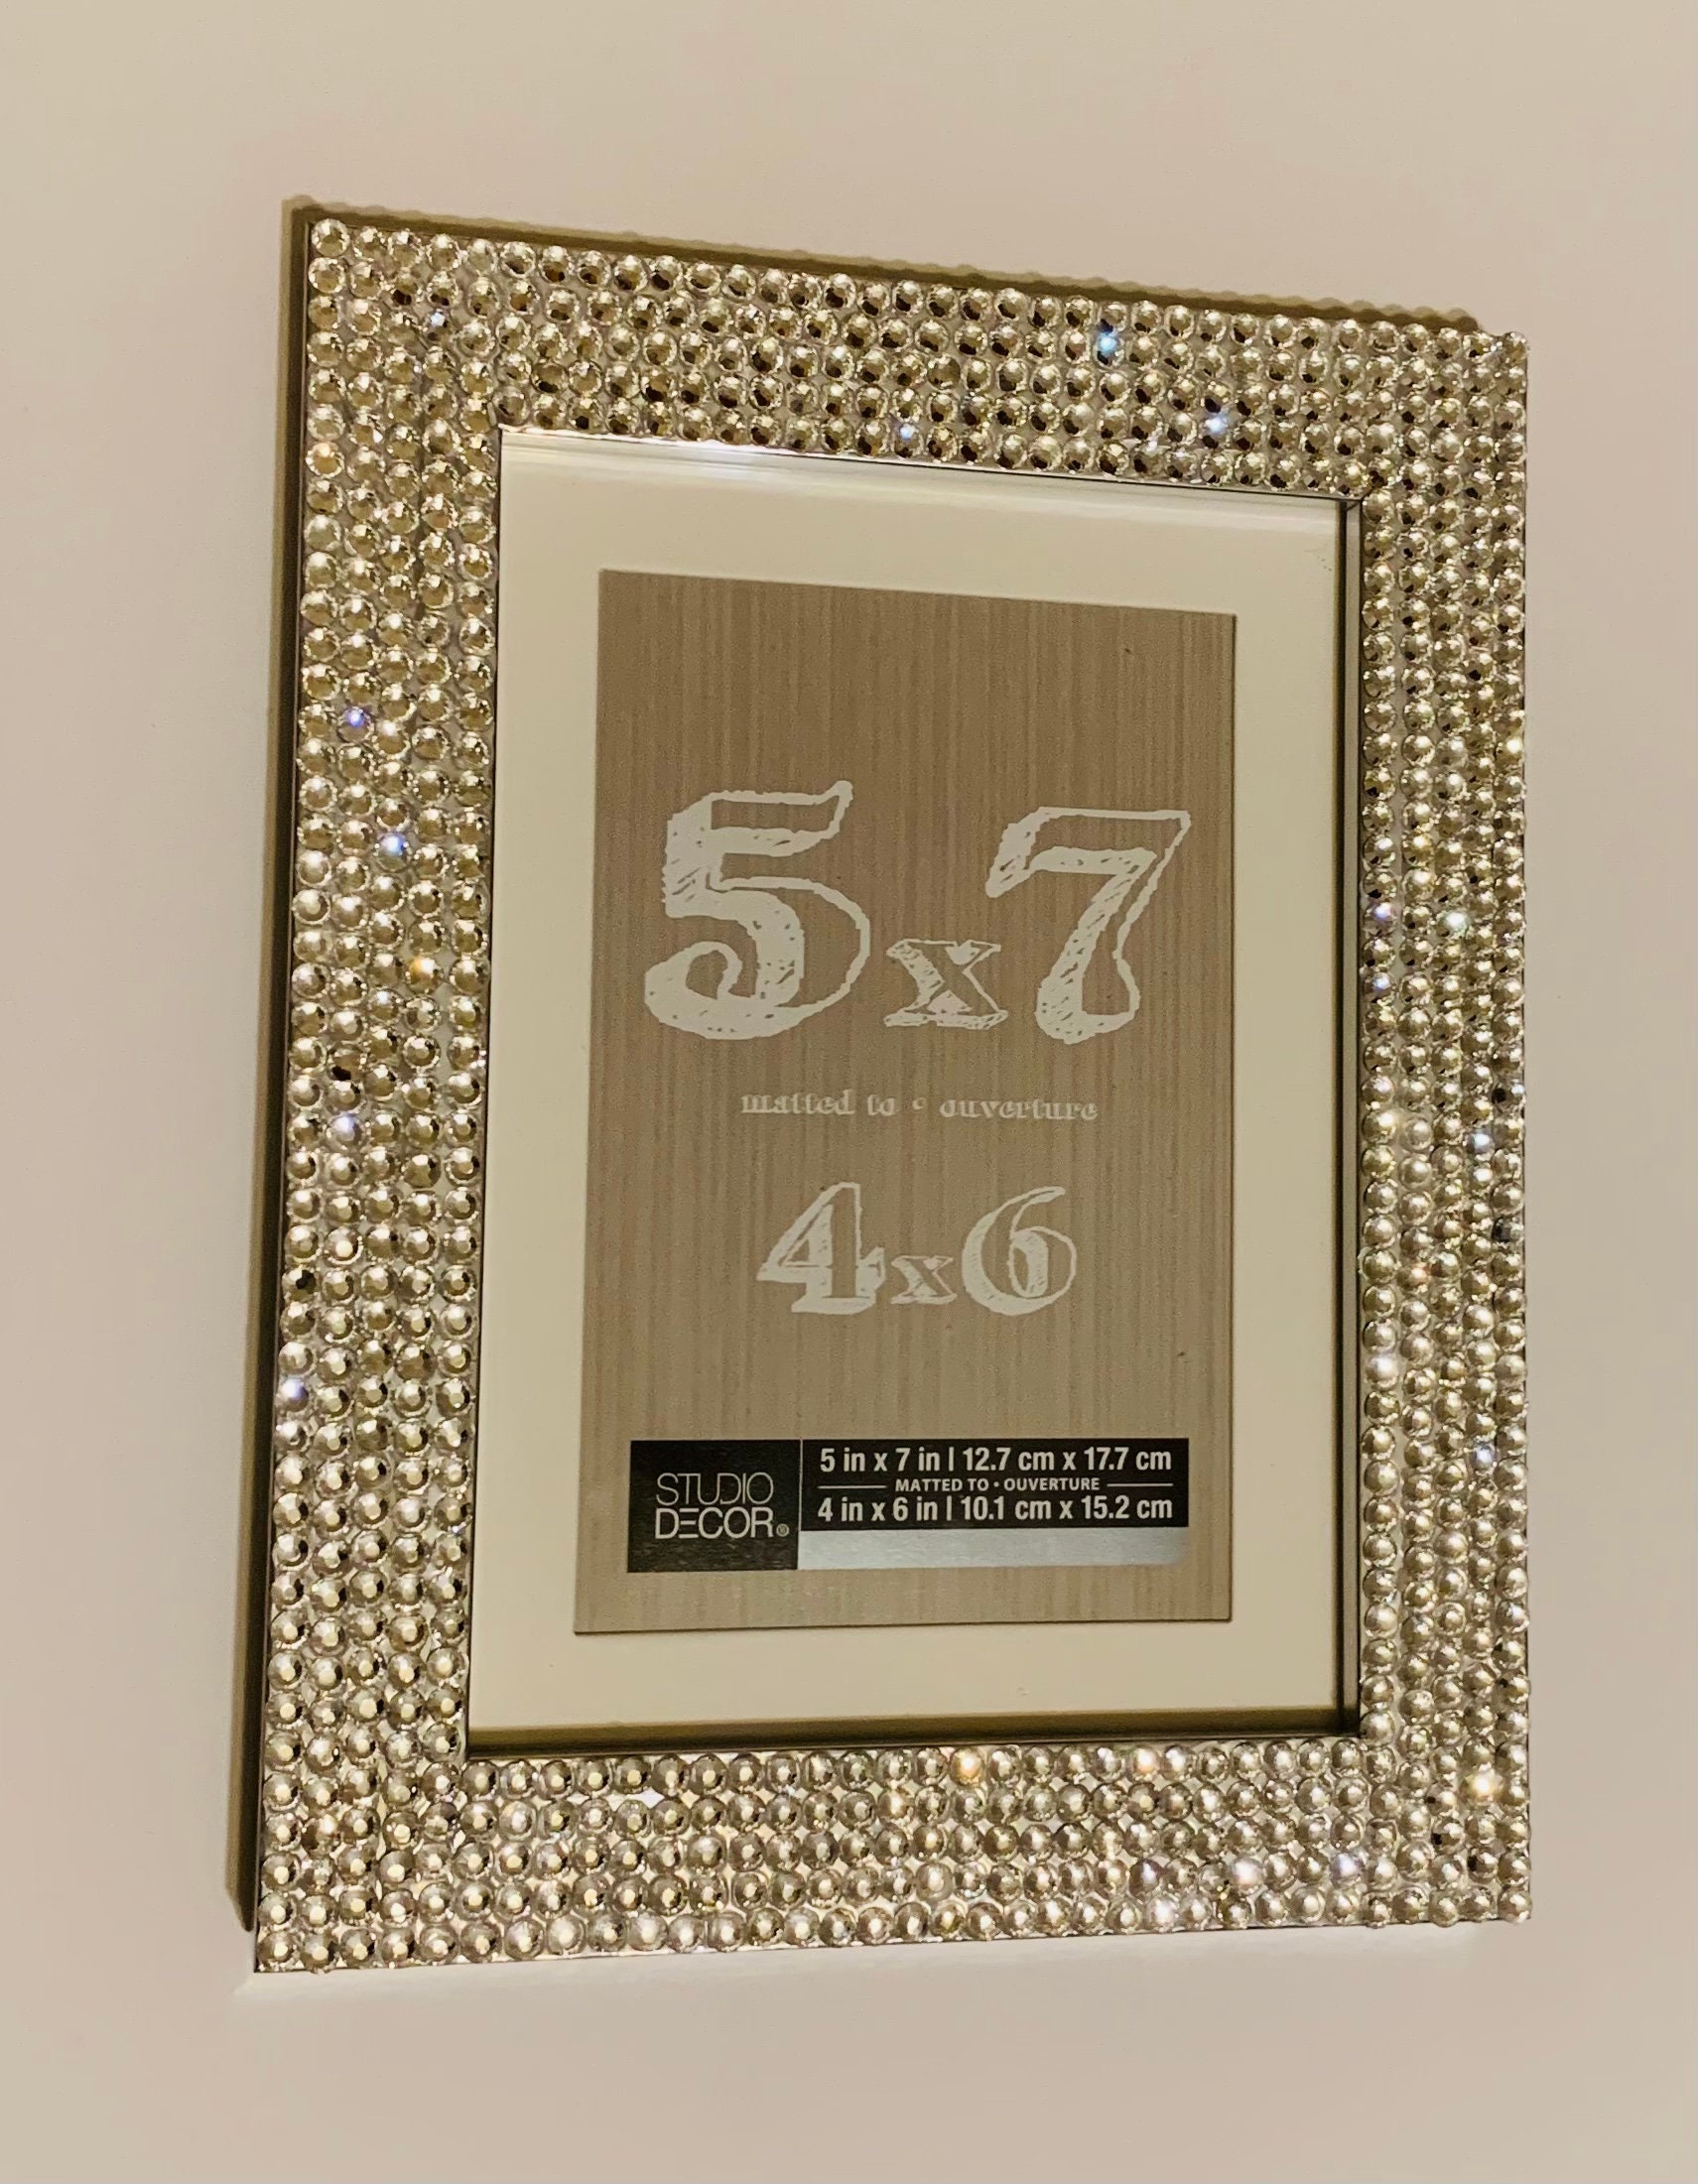 5x7
matted to • ouverture
4x6
STUDIO
DECOR®
5 in x 7 in | 12.7 cm x 17.7 cm
MATTED TO • OUVERTURE
4 in x 6 in | 10.1 cm x 15.2 cm